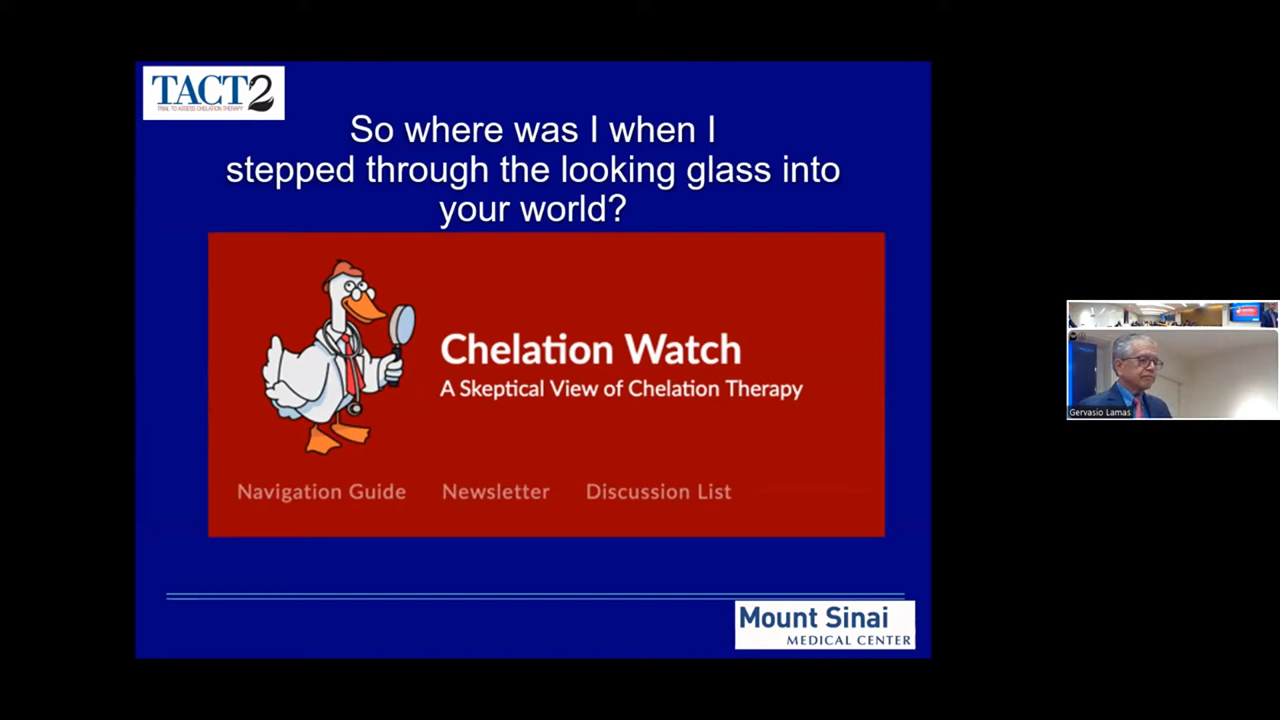 TACT2
TRIAL TO ASSESS CHELATION THERAPY
So where was I when I
stepped through the looking glass into
your world?
Chelation Watch
A Skeptical View of Chelation Therapy
Navigation Guide Newsletter Discussion List
Mount Sinai
MEDICAL CENTER
Gervasio Lamas